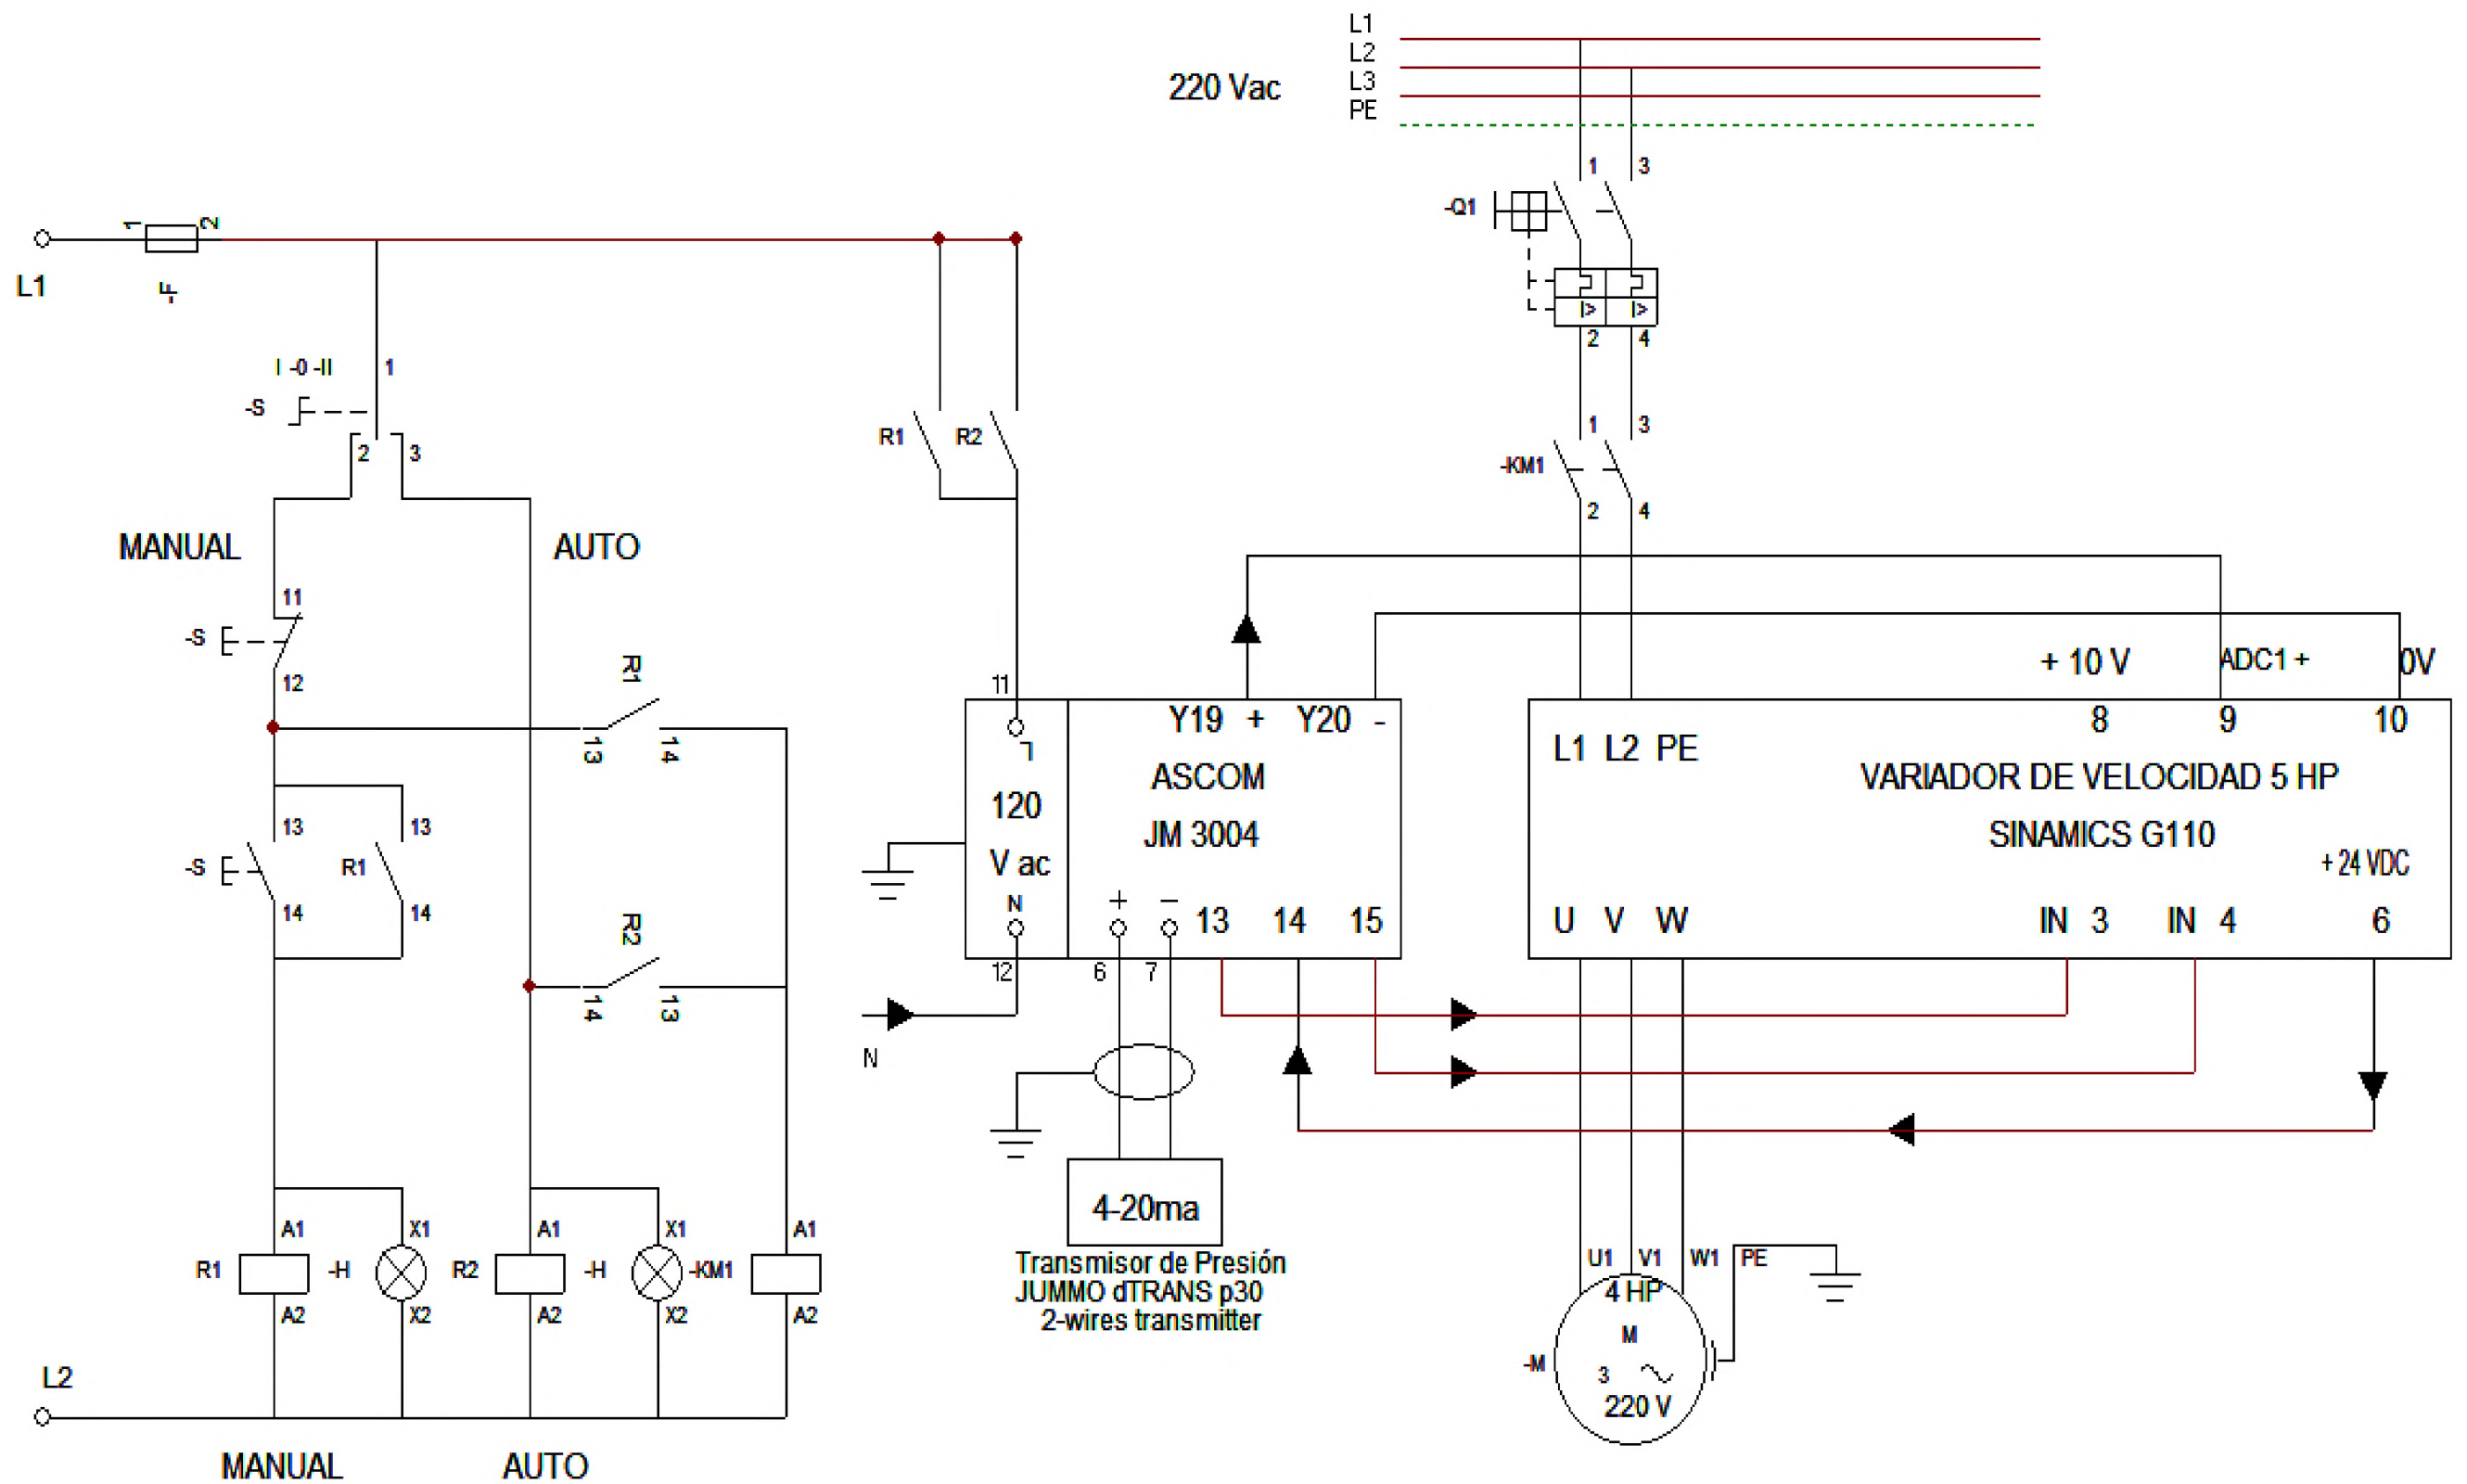 L1
L2
220 Vac
L3
PE
1 3
-Q1
1 2
L1
-F
I> I>
2 4
I -0 -II 1
-S
1 3
R1 R2
2 3
-KM1
2 4
MANUAL AUTO
11
-S
12
R1
+ 10 V ADC1 + 0V
11
Y19 + Y20 -
8 9 10
L
13 14
L1 L2 PE
ASCOM
VARIADOR DE VELOCIDAD 5 HP
120
JM 3004
SINAMICS G110
13 13
V ac
+ 24 VDC
-S R1
14 14
N + -
13 14 15
U V W IN 3 IN 4 6
R2
12 6 7
14 13
N
4-20ma
A1 X1 A1 X1 A1
Transmisor de Presión
U1 V1 W1 PE
R1 -H R2 -H -KM1
JUMMO dTRANS p30
4 HP
A2 X2 A2 X2 A2
2-wires transmitter
M
-M
3
L2
220 V
MANUAL AUTO